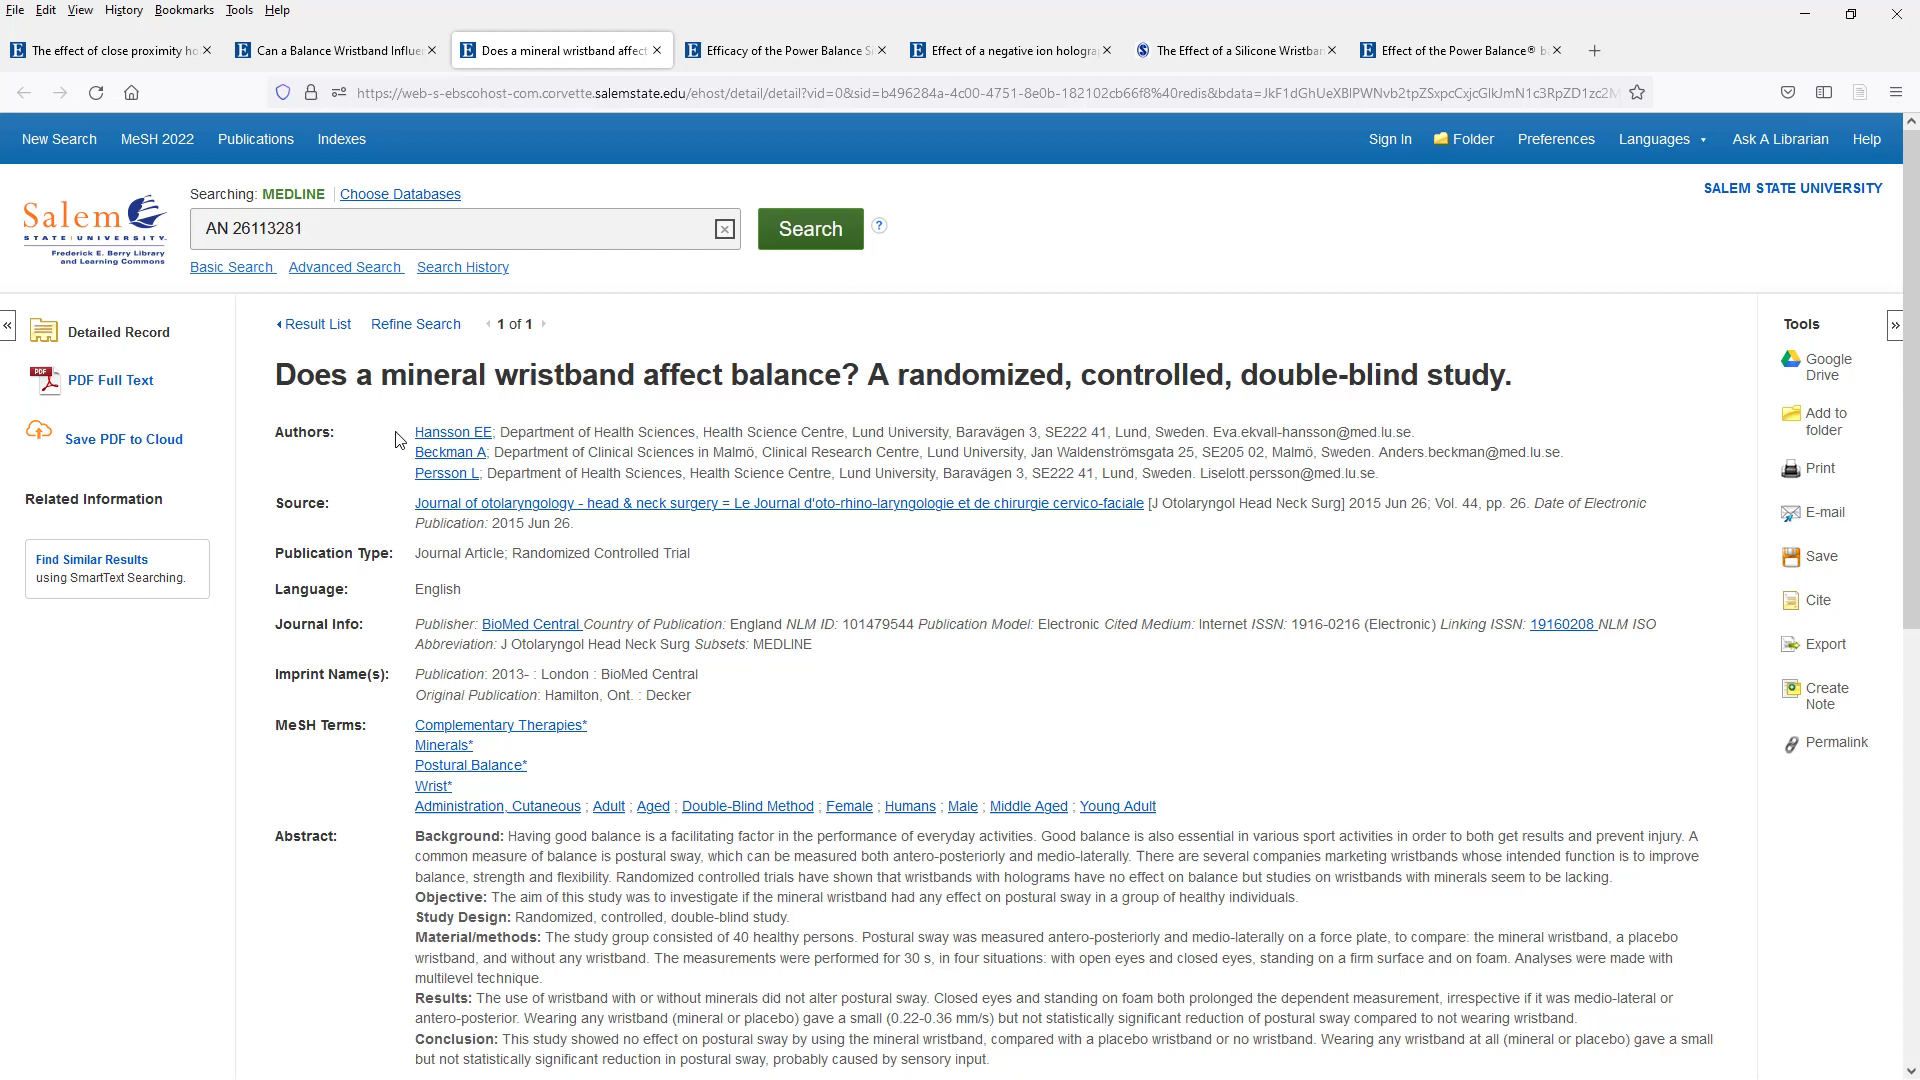 File Edit View History Bookmarks Tools Help
The effect of close proximity ho
Can a Balance Wristband Influe
Does a mineral wristband affect
Efficacy of the Power Balance Si
Effect of a negative ion hologra
The Effect of a Silicone Wristban
Effect of the Power Balance® b
https://web-s-ebscohost-com.corvette.salemstate.edu/ehost/detail/detail?vid=0&sid=b496284a-4c00-4751-8e0b-182102cb66f8%40redis&bdata=
New Search MeSH 2022 Publications Indexes
Sign In Folder Preferences Languages Ask A Librarian Help
Salem
STATE UNIVERSITY
Frederick E. Berry Library
and Learning Commons
Searching: MEDLINE Choose Databases
SALEM STATE UNIVERSITY
AN 26113281
Search
?
Basic Search Advanced Search Search History
«
Detailed Record
PDF
PDF Full Text
Save PDF to Cloud
Related Information
Find Similar Results
using SmartText Searching.
Result List Refine Search 1 of 1
Does a mineral wristband affect balance? A randomized, controlled, double-blind study.
Authors: Hansson EE; Department of Health Sciences, Health Science Centre, Lund University, Baravägen 3, SE222 41, Lund, Sweden. Eva.ekvall-hansson@med.lu.se.
Beckman A; Department of Clinical Sciences in Malmö, Clinical Research Centre, Lund University, Jan Waldenströmsgata 25, SE205 02, Malmö, Sweden. Anders.beckman@med.lu.se.
Persson L; Department of Health Sciences, Health Science Centre, Lund University, Baravägen 3, SE222 41, Lund, Sweden. Liselott.persson@med.lu.se.
Source: Journal of otolaryngology - head & neck surgery = Le Journal d'oto-rhino-laryngologie et de chirurgie cervico-faciale [J Otolaryngol Head Neck Surg] 2015 Jun 26; Vol. 44, pp. 26. Date of Electronic
Publication: 2015 Jun 26.
Publication Type: Journal Article; Randomized Controlled Trial
Language: English
Journal Info: Publisher: BioMed Central Country of Publication: England NLM ID: 101479544 Publication Model: Electronic Cited Medium: Internet ISSN: 1916-0216 (Electronic) Linking ISSN: 19160208 NLM ISO
Abbreviation: J Otolaryngol Head Neck Surg Subsets: MEDLINE
Imprint Name(s): Publication: 2013- : London : BioMed Central
Original Publication: Hamilton, Ont. : Decker
MeSH Terms: Complementary Therapies*
Minerals*
Postural Balance*
Wrist*
Administration, Cutaneous ; Adult ; Aged ; Double-Blind Method ; Female ; Humans ; Male ; Middle Aged ; Young Adult
Abstract: Background: Having good balance is a facilitating factor in the performance of everyday activities. Good balance is also essential in various sport activities in order to both get results and prevent injury. A
common measure of balance is postural sway, which can be measured both antero-posteriorly and medio-laterally. There are several companies marketing wristbands whose intended function is to improve
balance, strength and flexibility. Randomized controlled trials have shown that wristbands with holograms have no effect on balance but studies on wristbands with minerals seem to be lacking.
Objective: The aim of this study was to investigate if the mineral wristband had any effect on postural sway in a group of healthy individuals.
Study Design: Randomized, controlled, double-blind study.
Material/methods: The study group consisted of 40 healthy persons. Postural sway was measured antero-posteriorly and medio-laterally on a force plate, to compare: the mineral wristband, a placebo
wristband, and without any wristband. The measurements were performed for 30 s, in four situations: with open eyes and closed eyes, standing on a firm surface and on foam. Analyses were made with
multilevel technique.
Results: The use of wristband with or without minerals did not alter postural sway. Closed eyes and standing on foam both prolonged the dependent measurement, irrespective if it was medio-lateral or
antero-posterior. Wearing any wristband (mineral or placebo) gave a small (0.22-0.36 mm/s) but not statistically significant reduction of postural sway compared to not wearing wristband.
Conclusion: This study showed no effect on postural sway by using the mineral wristband, compared with a placebo wristband or no wristband. Wearing any wristband at all (mineral or placebo) gave a small
but not statistically significant reduction in postural sway, probably caused by sensory input.
Tools
»
Google
Drive
Add to
folder
Print
E-mail
Save
Cite
Export
Create
Note
Permalink